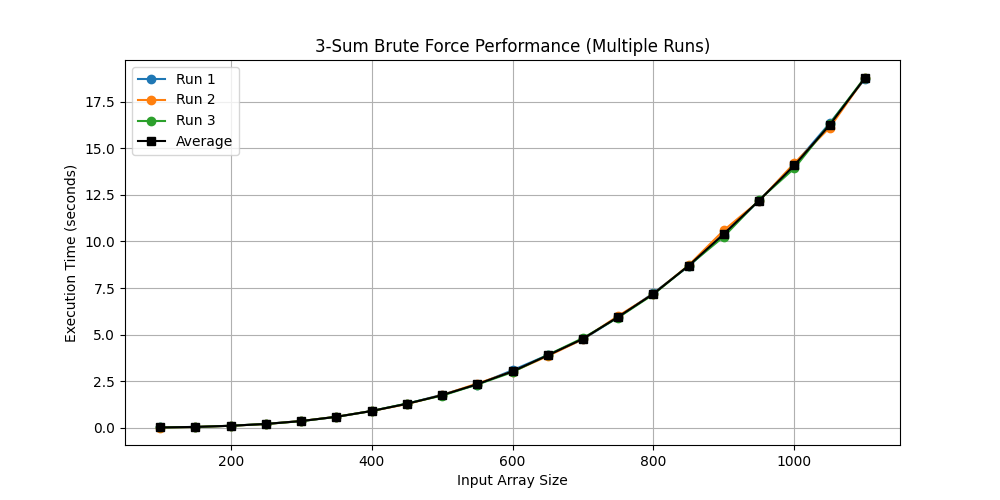 3-Sum Brute Force Performance (Multiple Runs)
Run 1
Run 2
Run 3
Average
Execution Time (seconds)
17.5
15.0
12.5
10.0
7.5
5.0
2.5
0.0
200 400 600 800 1000
Input Array Size